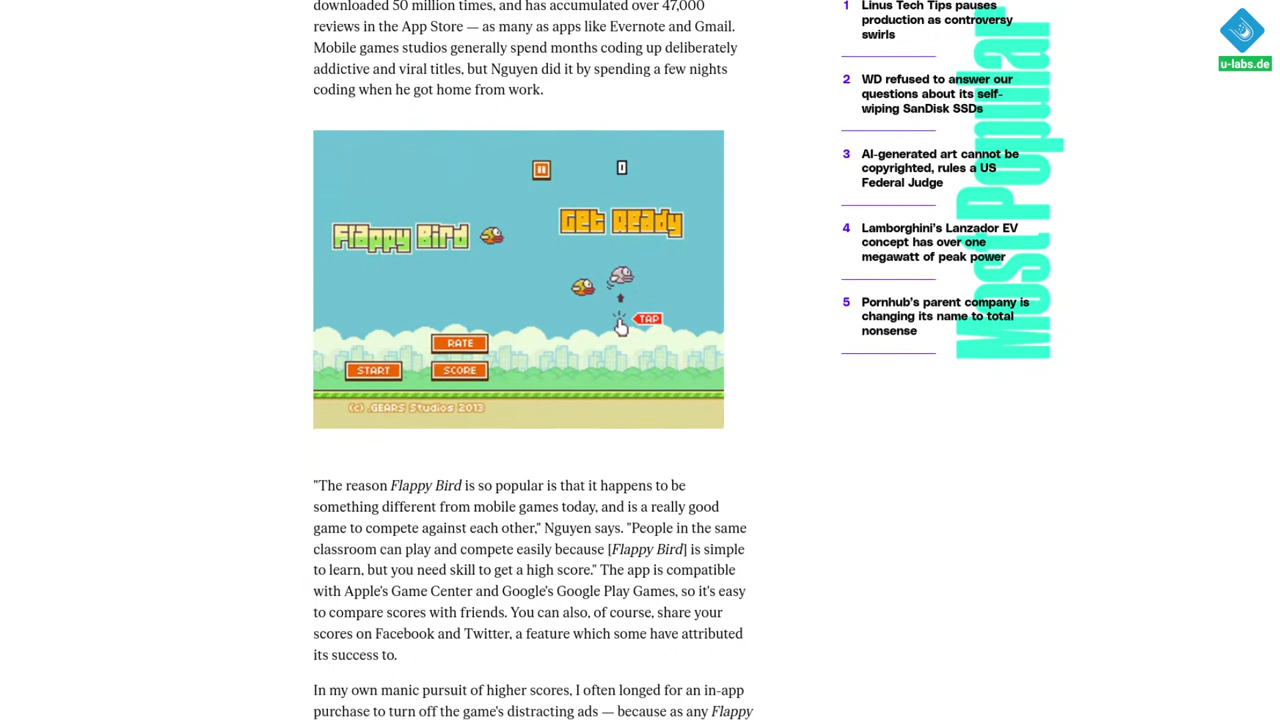 downloaded 50 million times, and has accumulated over 47,000
reviews in the App Store — as many as apps like Evernote and Gmail.
Mobile games studios generally spend months coding up deliberately
addictive and viral titles, but Nguyen did it by spending a few nights
coding when he got home from work.
Flappy Bird
Get Ready
TAP
RATE
START
SCORE
(c) .GEARS Studios 2013
"The reason Flappy Bird is so popular is that it happens to be
something different from mobile games today, and is a really good
game to compete against each other," Nguyen says. "People in the same
classroom can play and compete easily because [Flappy Bird] is simple
to learn, but you need skill to get a high score." The app is compatible
with Apple's Game Center and Google's Google Play Games, so it's easy
to compare scores with friends. You can also, of course, share your
scores on Facebook and Twitter, a feature which some have attributed
its success to.
In my own manic pursuit of higher scores, I often longed for an in-app
purchase to turn off the game's distracting ads — because as any Flappy
Most Popular
1 Linus Tech Tips pauses
production as controversy
swirls
2 WD refused to answer our
questions about its self-
wiping SanDisk SSDs
3 AI-generated art cannot be
copyrighted, rules a US
Federal Judge
4 Lamborghini's Lanzador EV
concept has over one
megawatt of peak power
5 Pornhub's parent company is
changing its name to total
nonsense
u-labs.de